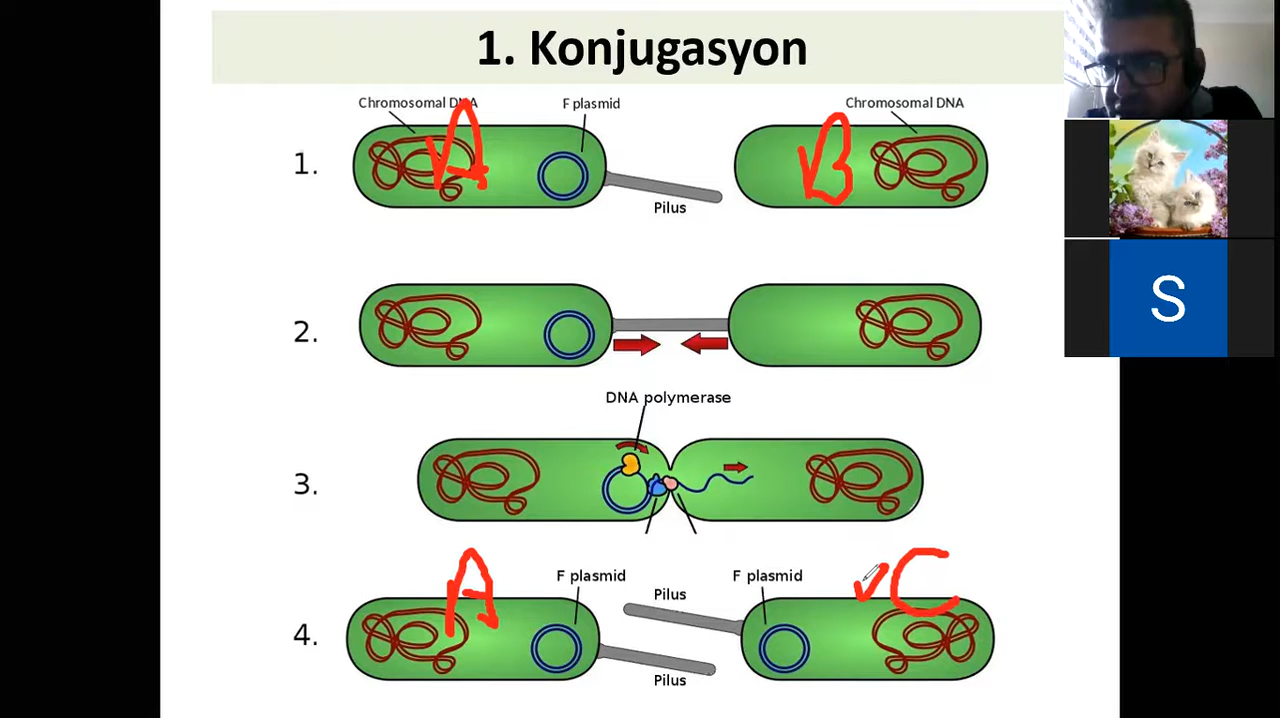 1. Konjugasyon
Chromosomal DNA
F plasmid
Chromosomal DNA
1.
A
B
Pilus
2.
S
DNA polymerase
3.
A
C
F plasmid
Pilus
F plasmid
4.
Pilus